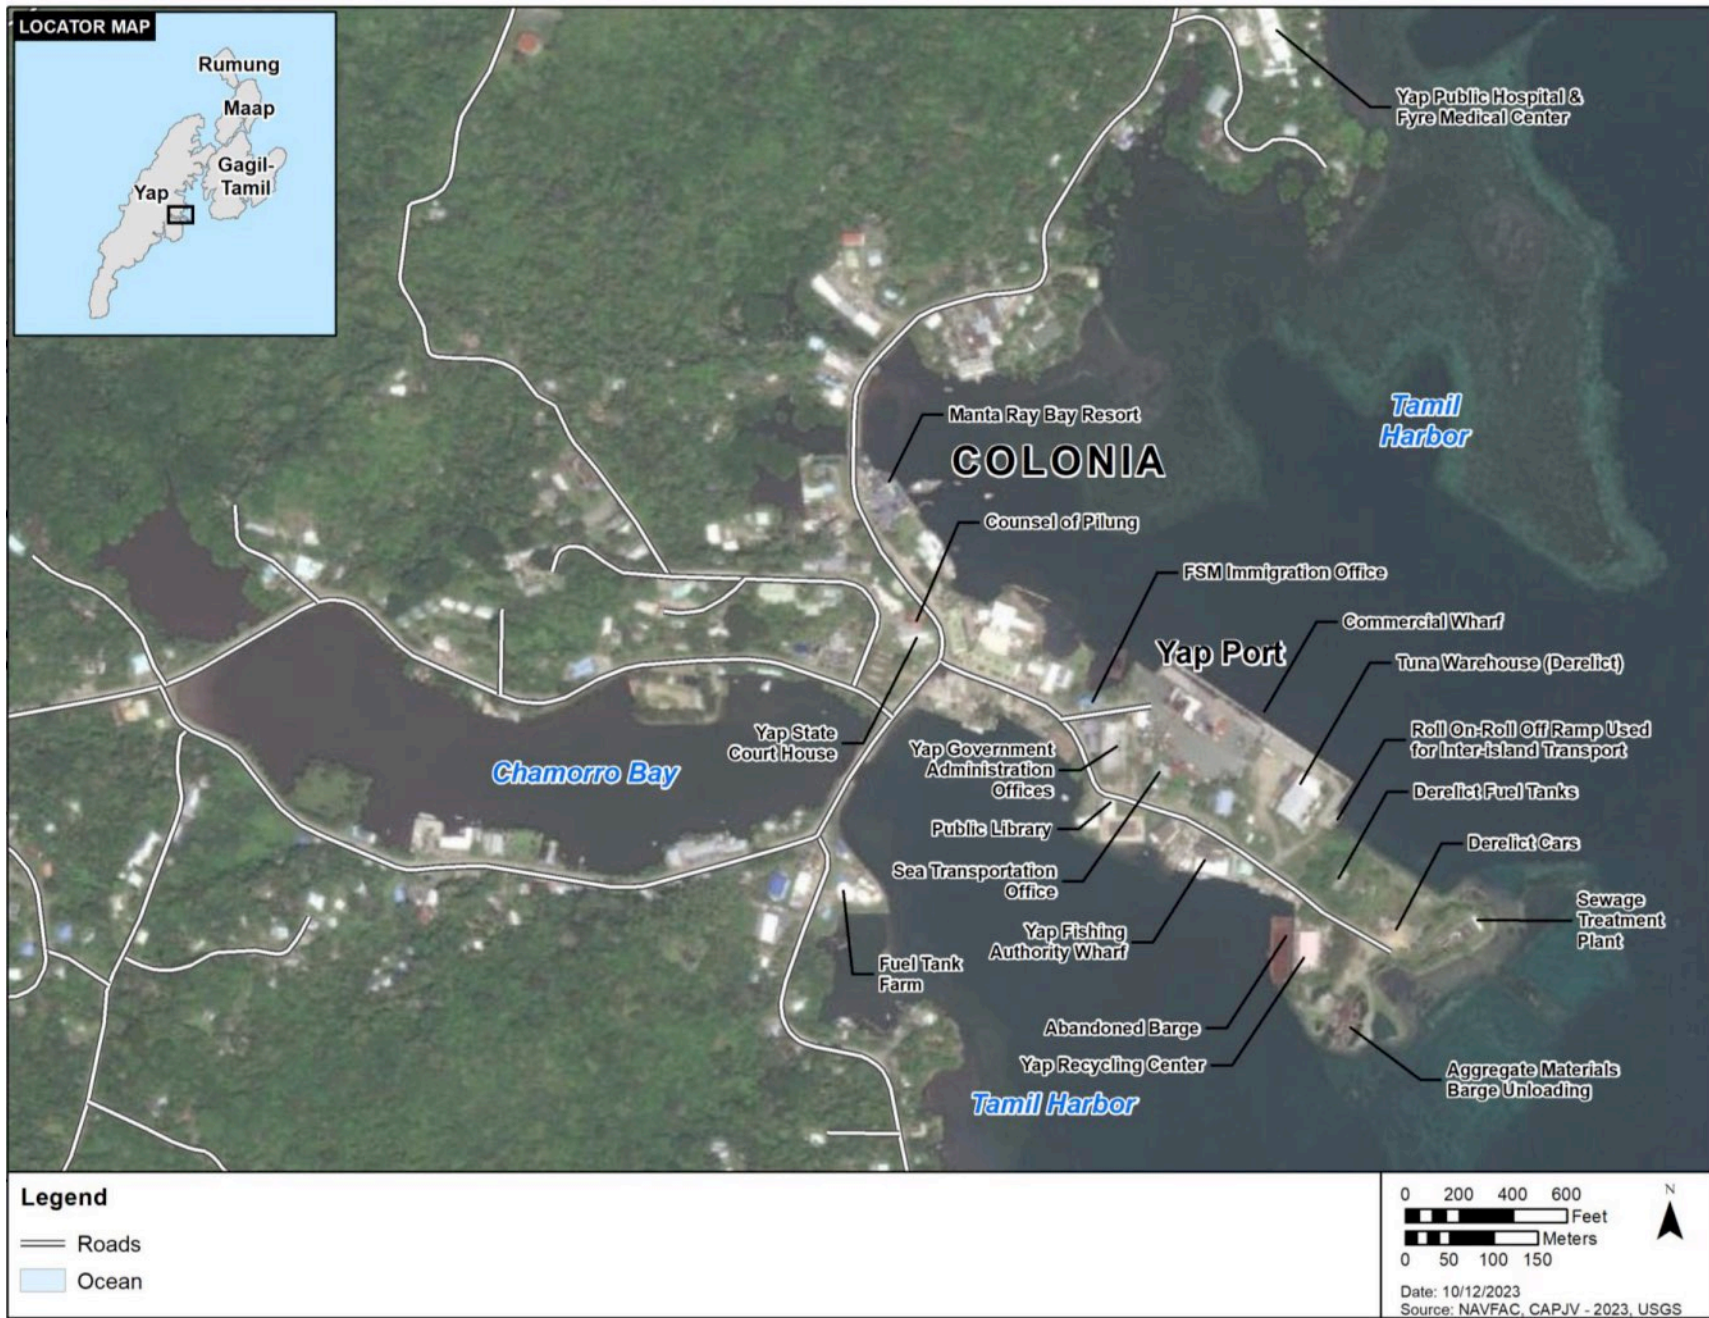 LOCATOR MAP
Rumung
Maap
Gagil-
Tamil
Yap
Yap Public Hospital &
Fyre Medical Center
Tamil
Harbor
Manta Ray Bay Resort
COLONIA
Counsel of Pilung
FSM Immigration Office
Commercial Wharf
Yap Port
Tuna Warehouse (Derelict)
Roll On-Roll Off Ramp Used
for Inter-island Transport
Yap State
Court House
Yap Government
Administration
Offices
Chamorro Bay
Derelict Fuel Tanks
Public Library
Derelict Cars
Sea Transportation
Office
Sewage
Treatment
Plant
Yap Fishing
Authority Wharf
Fuel Tank
Farm
Abandoned Barge
Yap Recycling Center
Aggregate Materials
Barge Unloading
Tamil Harbor
Legend
Roads
Ocean
0 200 400 600
Feet
Meters
0 50 100 150
N
Date: 10/12/2023
Source: NAVFAC, CAPJV - 2023, USGS